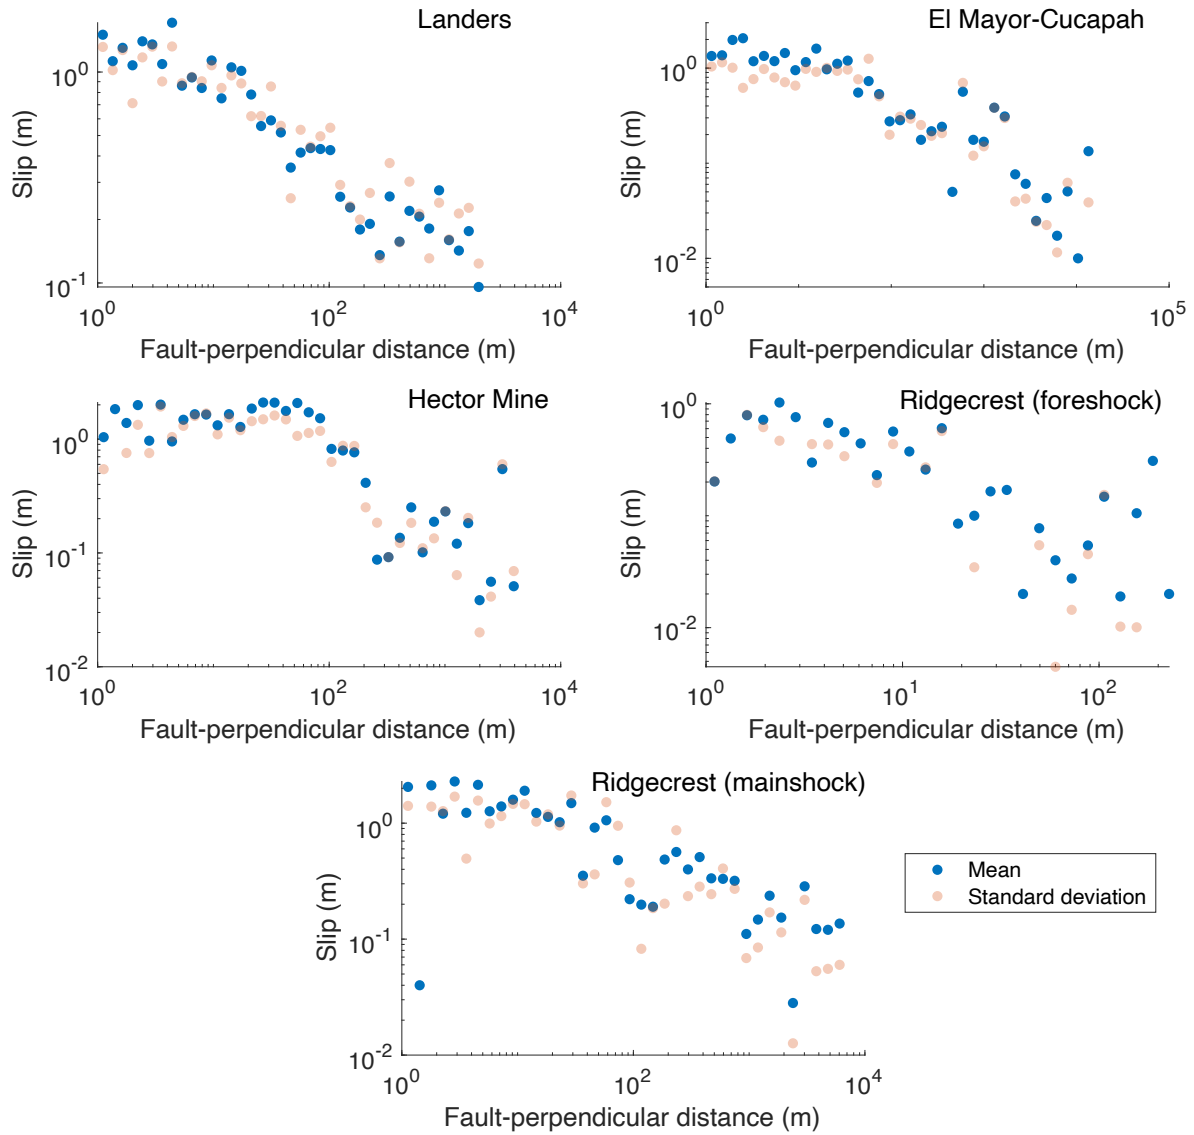 Landers
Slip (m)
10^0
10^-1
10^0
10^2
10^4
Fault-perpendicular distance (m)
El Mayor-Cucapah
Slip (m)
10^0
10^-2
10^0
10^5
Fault-perpendicular distance (m)
Hector Mine
Slip (m)
10^0
10^-1
10^-2
10^0
10^2
10^4
Fault-perpendicular distance (m)
Ridgecrest (foreshock)
Slip (m)
10^0
10^-2
10^0
10^1
10^2
Fault-perpendicular distance (m)
Ridgecrest (mainshock)
Slip (m)
10^0
10^-1
10^-2
10^0
10^2
10^4
Fault-perpendicular distance (m)
Mean
Standard deviation